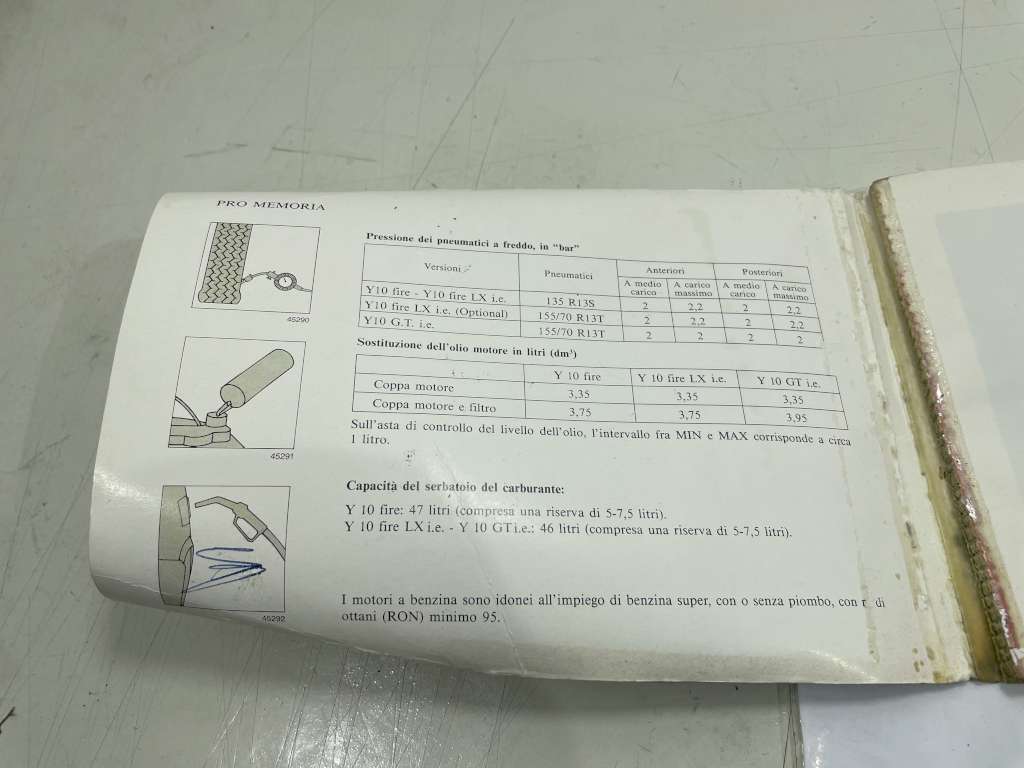 PRO MEMORIA
45290
Pressione dei pneumatici a freddo, in “bar”
Versioni Pneumatici Anteriori Posteriori
A medio carico A carico massimo A medio carico A carico massimo
Y10 fire - Y10 fire LX i.e. 135 R13S 2 2,2 2 2,2
Y10 fire LX i.e. (Optional) 155/70 R13T 2 2,2 2 2,2
Y10 G.T. i.e. 155/70 R13T 2 2 2 2
45291
Sostituzione dell'olio motore in litri (dm³)
Y 10 fire Y 10 fire LX i.e. Y 10 GT i.e.
Coppa motore 3,35 3,35 3,35
Coppa motore e filtro 3,75 3,75 3,95
Sull'asta di controllo del livello dell'olio, l'intervallo fra MIN e MAX corrisponde a circa
1 litro.
45292
Capacità del serbatoio del carburante:
Y 10 fire: 47 litri (compresa una riserva di 5-7,5 litri).
Y 10 fire LX i.e. - Y 10 GT i.e.: 46 litri (compresa una riserva di 5-7,5 litri).
I motori a benzina sono idonei all'impiego di benzina super, con o senza piombo, con di
ottani (RON) minimo 95.